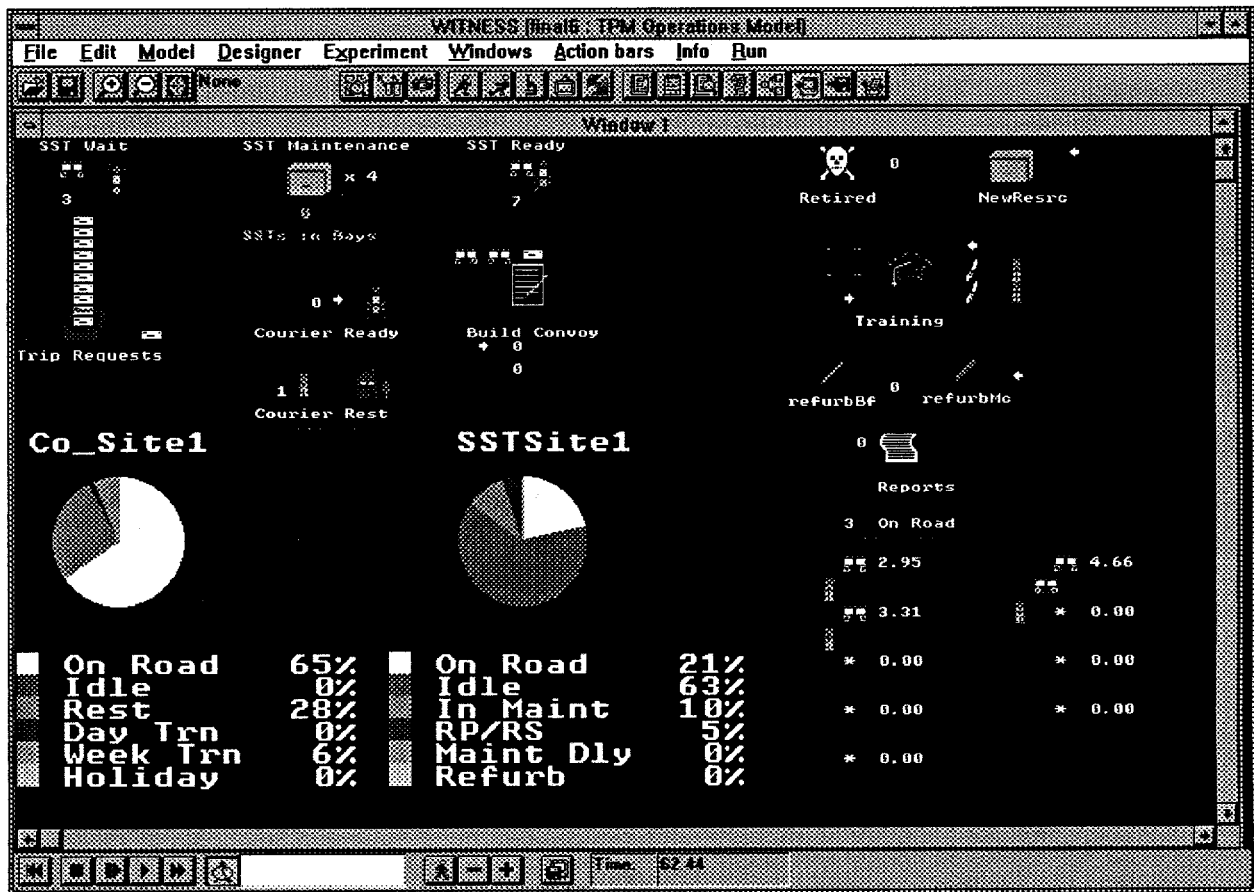 WITNESS [final6 : TPM Operations Model]
File Edit Model Designer Experiment Windows Action bars Info Run
None
Window 1
SST Wait SST Maintenance SST Ready
x 4 0
3 7
Retired NewResrc
0
SSTs in Bays
0
Courier Ready Build Convoy Training
0
Trip Requests
0
1 0
refurbBf refurbMc
Courier Rest
Co_Site1 SSTSite1 0
Reports
3 On Road
2.95 4.66
3.31 * 0.00
On Road 65% On Road 21% * 0.00 * 0.00
Idle 0% Idle 63%
Rest 28% In Maint 10% * 0.00 * 0.00
Day Trn 0% RP/RS 5%
Week Trn 6% Maint Dly 0% * 0.00
Holiday 0% Refurb 0%
Time: 62.44